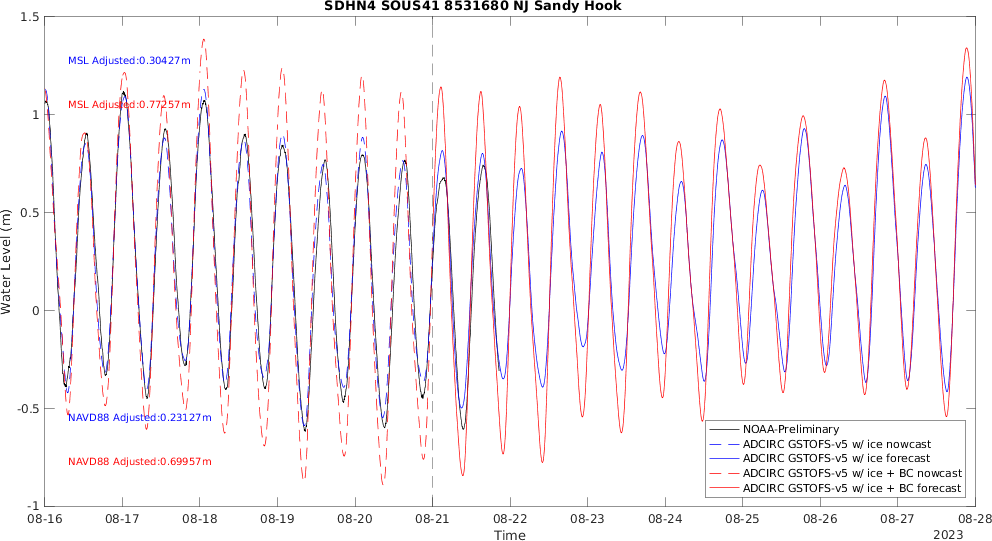 SDHN4 SOUS41 8531680 NJ Sandy Hook
1.5
1
0.5
0
-0.5
-1
Water Level (m)
MSL Adjusted:0.30427m
MSL Adjusted:0.77257m
NAVD88 Adjusted:0.23127m
NAVD88 Adjusted:0.69957m
NOAA-Preliminary
ADCIRC GSTOFS-v5 w/ ice nowcast
ADCIRC GSTOFS-v5 w/ ice forecast
ADCIRC GSTOFS-v5 w/ ice + BC nowcast
ADCIRC GSTOFS-v5 w/ ice + BC forecast
08-16 08-17 08-18 08-19 08-20 08-21 08-22 08-23 08-24 08-25 08-26 08-27 08-28
Time
2023